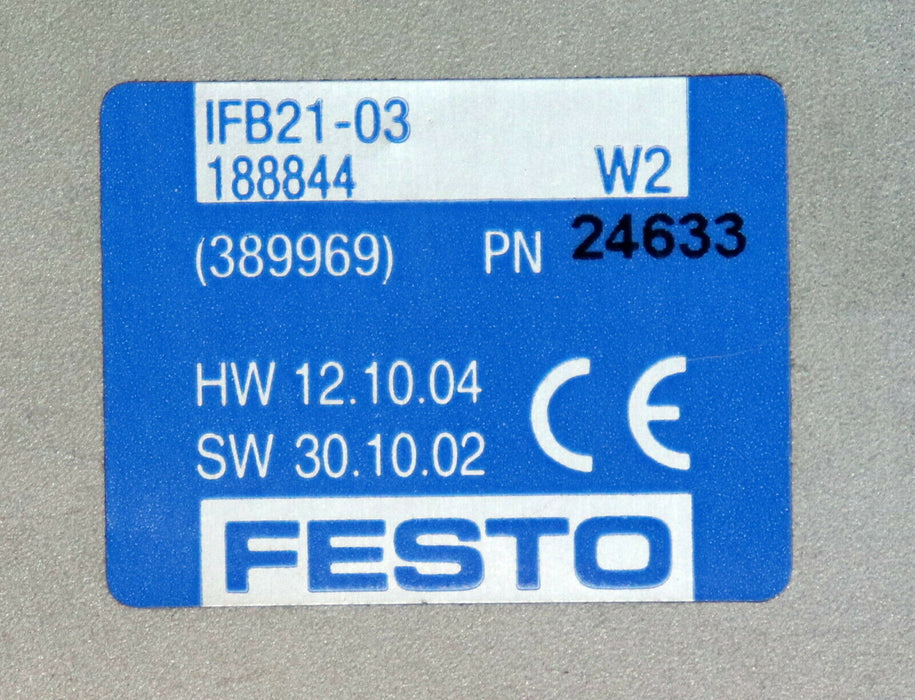 IFB21-03
188844 W2
(389969) PN 24633
HW 12.10.04
SW 30.10.02 CE
FESTO